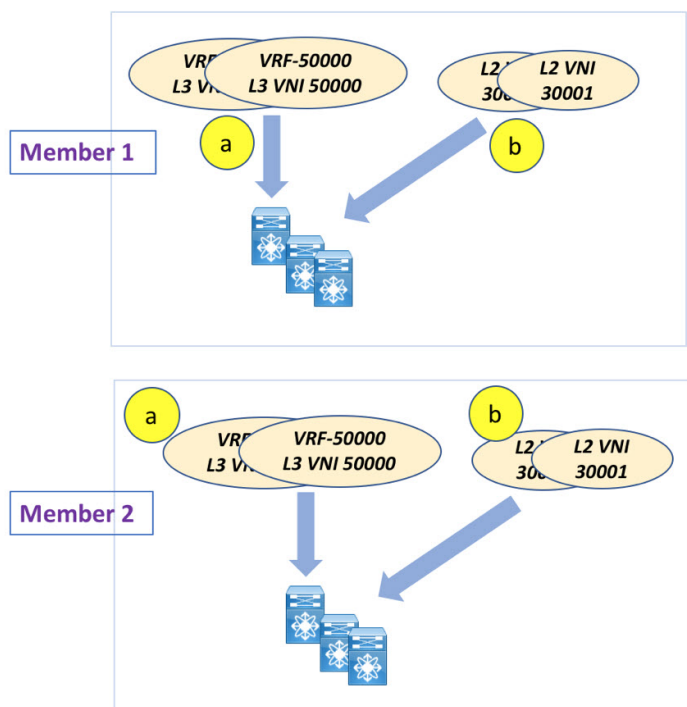 VRF-50000
L3 VNI 50000
L2 VNI
30001
a
b
Member 1
a
b
VRF-50000
L3 VNI 50000
L2 VNI
30001
Member 2